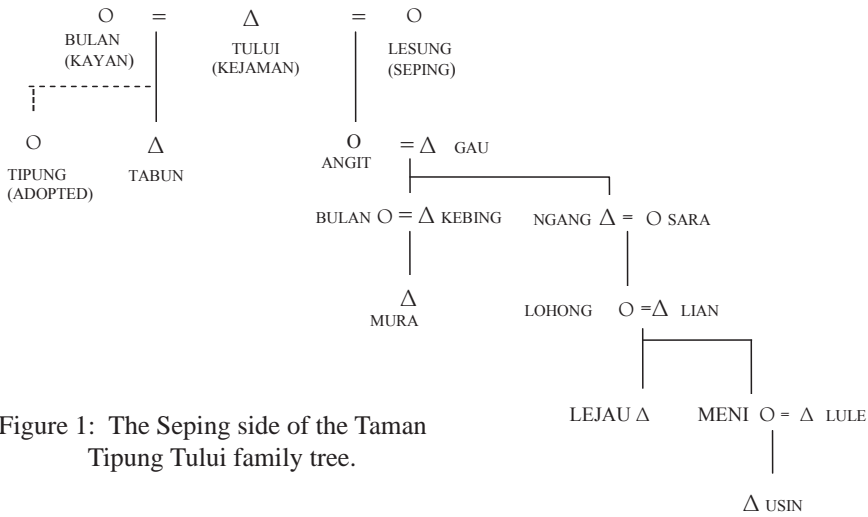 O = Δ = O
BULAN TULUI LESUNG
(KAYAN) (KEJAMAN) (SEPING)
O Δ O = Δ GAU
TIPUNG TABUN ANGIT
(ADOPTED)
BULAN O = Δ KEBING NGANG Δ = O SARA
Δ
MURA
LOHONG O =Δ LIAN
LEJAU Δ MENI O = Δ LULE
Figure 1: The Seping side of the Taman
Tipung Tului family tree.
Δ USIN